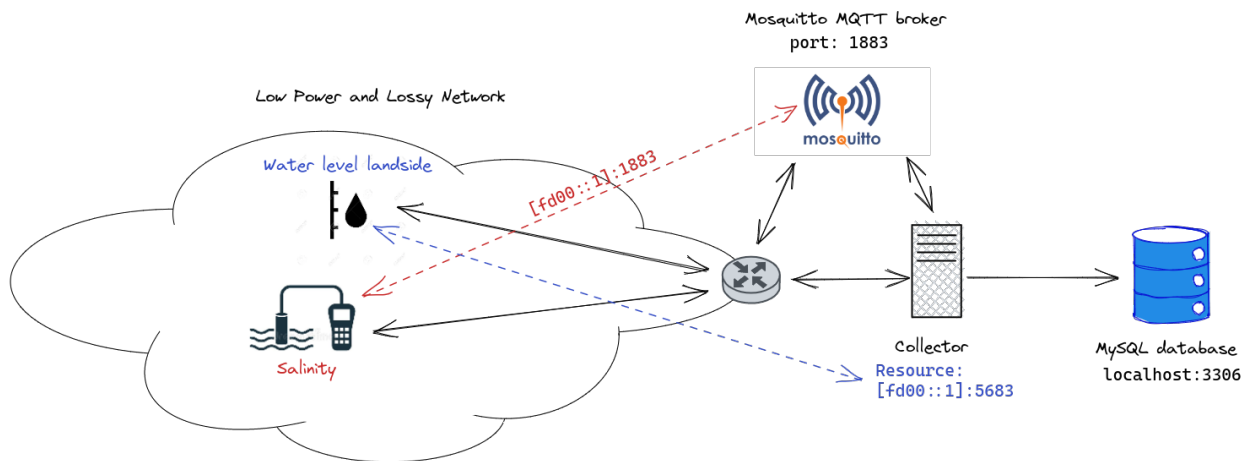 Mosquitto MQTT broker
port: 1883
mosquitto
Low Power and Lossy Network
Water level landside
[fd00::1]:1883
Salinity
Collector
Resource:
[fd00::1]:5683
MySQL database
localhost:3306